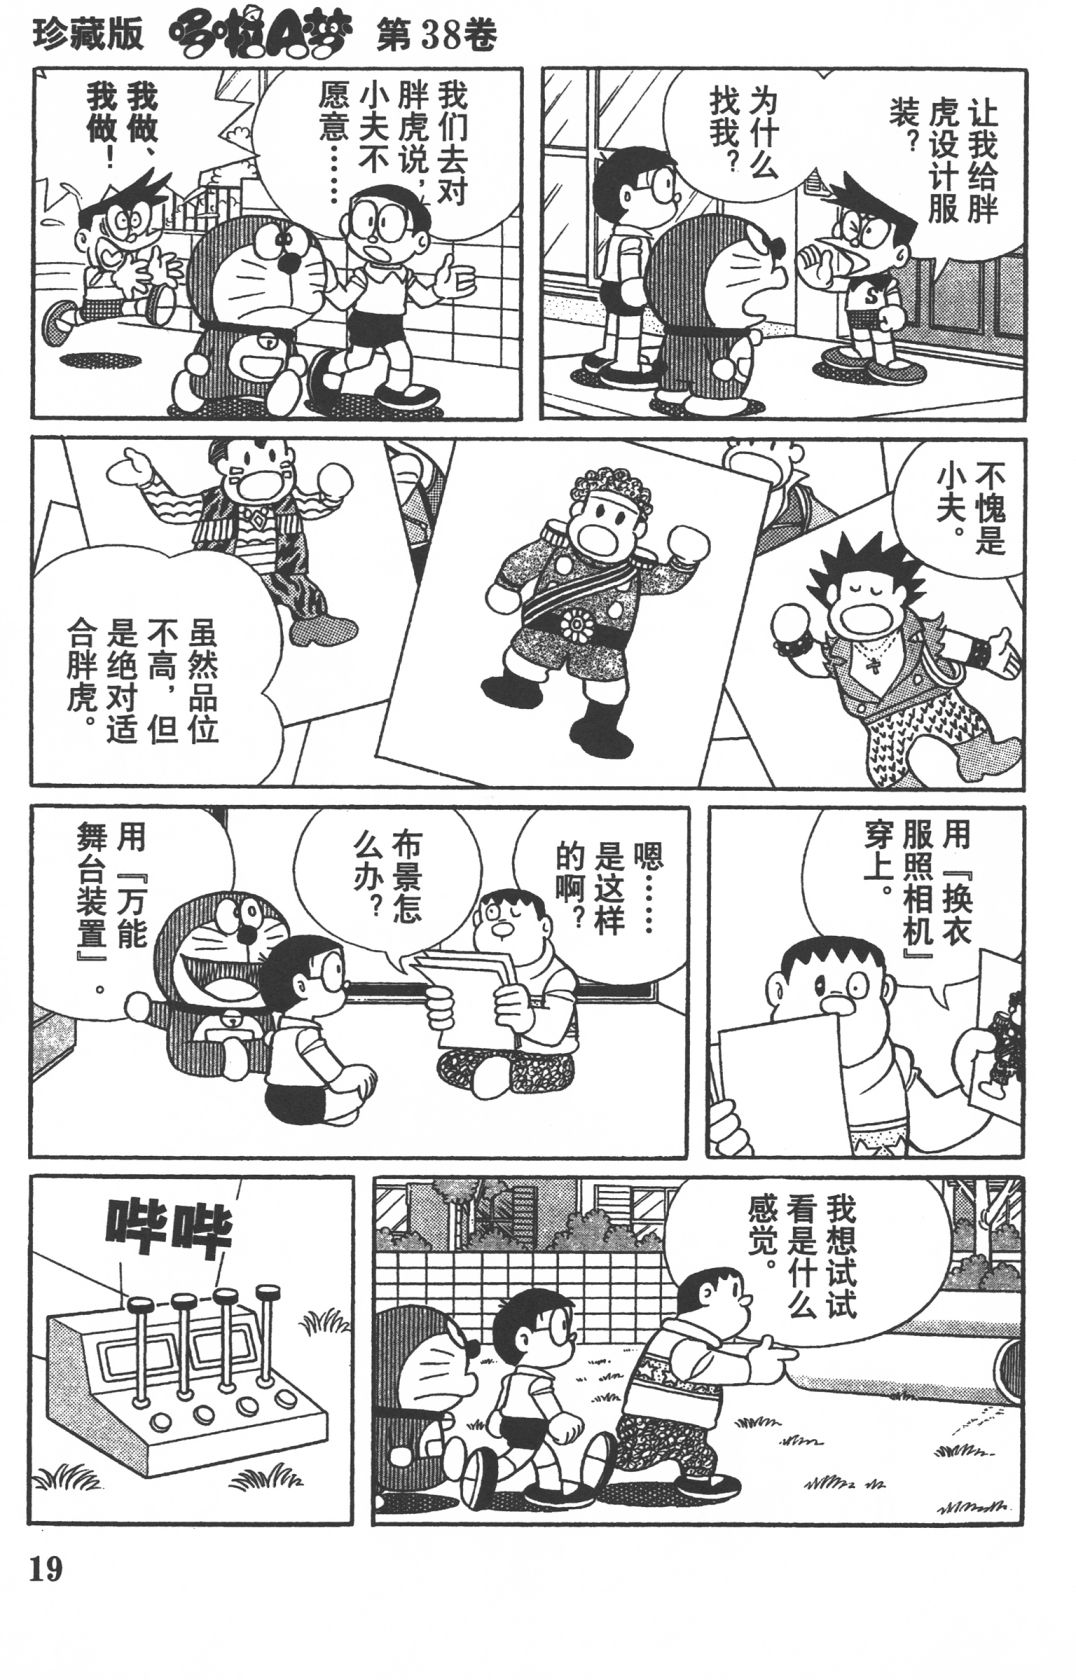 珍藏版 哆啦A梦 第38卷
让我给胖
虎设计服
装？
为什么
找我？
我们去对
胖虎说，
小夫不
愿意……
我做、
我做！
不愧是
小夫。
虽然品位
不高，但
是绝对适
合胖虎。
用『换衣
服照相机』
穿上。
嗯……
是这样
的啊？
布景怎
么办？
用『万能
舞台装置』。
我想试试
看是什么
感觉。
哔哔
S
19